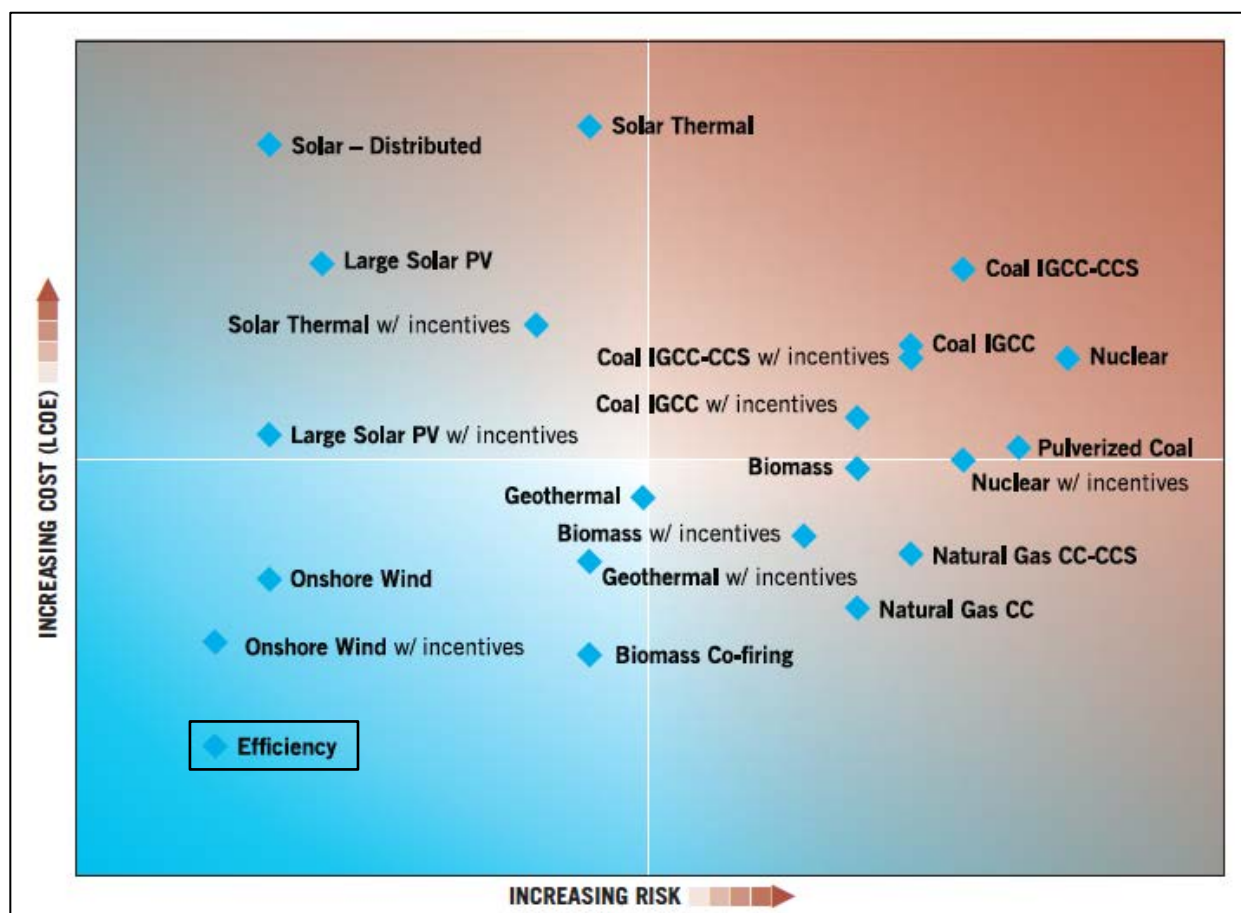 Solar Thermal
Solar – Distributed
Large Solar PV
Coal IGCC-CCS
Solar Thermal w/ incentives
Coal IGCC
Coal IGCC-CCS w/ incentives
Nuclear
Coal IGCC w/ incentives
Large Solar PV w/ incentives
Pulverized Coal
Biomass
Nuclear w/ incentives
Geothermal
Biomass w/ incentives
Natural Gas CC-CCS
Onshore Wind
Geothermal w/ incentives
Natural Gas CC
Onshore Wind w/ incentives
Biomass Co-firing
Efficiency
INCREASING COST (LCOE)
INCREASING RISK